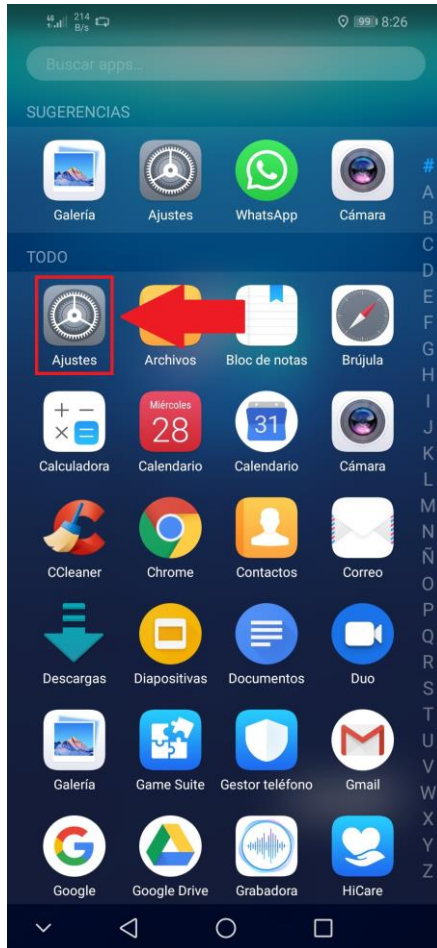 46 214 B/s 99 8:26
Buscar apps...
SUGERENCIAS
Galería Ajustes WhatsApp Cámara
TODO
Ajustes Archivos Bloc de notas Brújula
Miércoles
28 31
Calculadora Calendario Calendario Cámara
CCleaner Chrome Contactos Correo
Descargas Diapositivas Documentos Duo
Galería Game Suite Gestor teléfono Gmail
Google Google Drive Grabadora HiCare
#
A
B
C
D
E
F
G
H
I
J
K
L
M
N
Ñ
O
P
Q
R
S
T
U
V
W
X
Y
Z